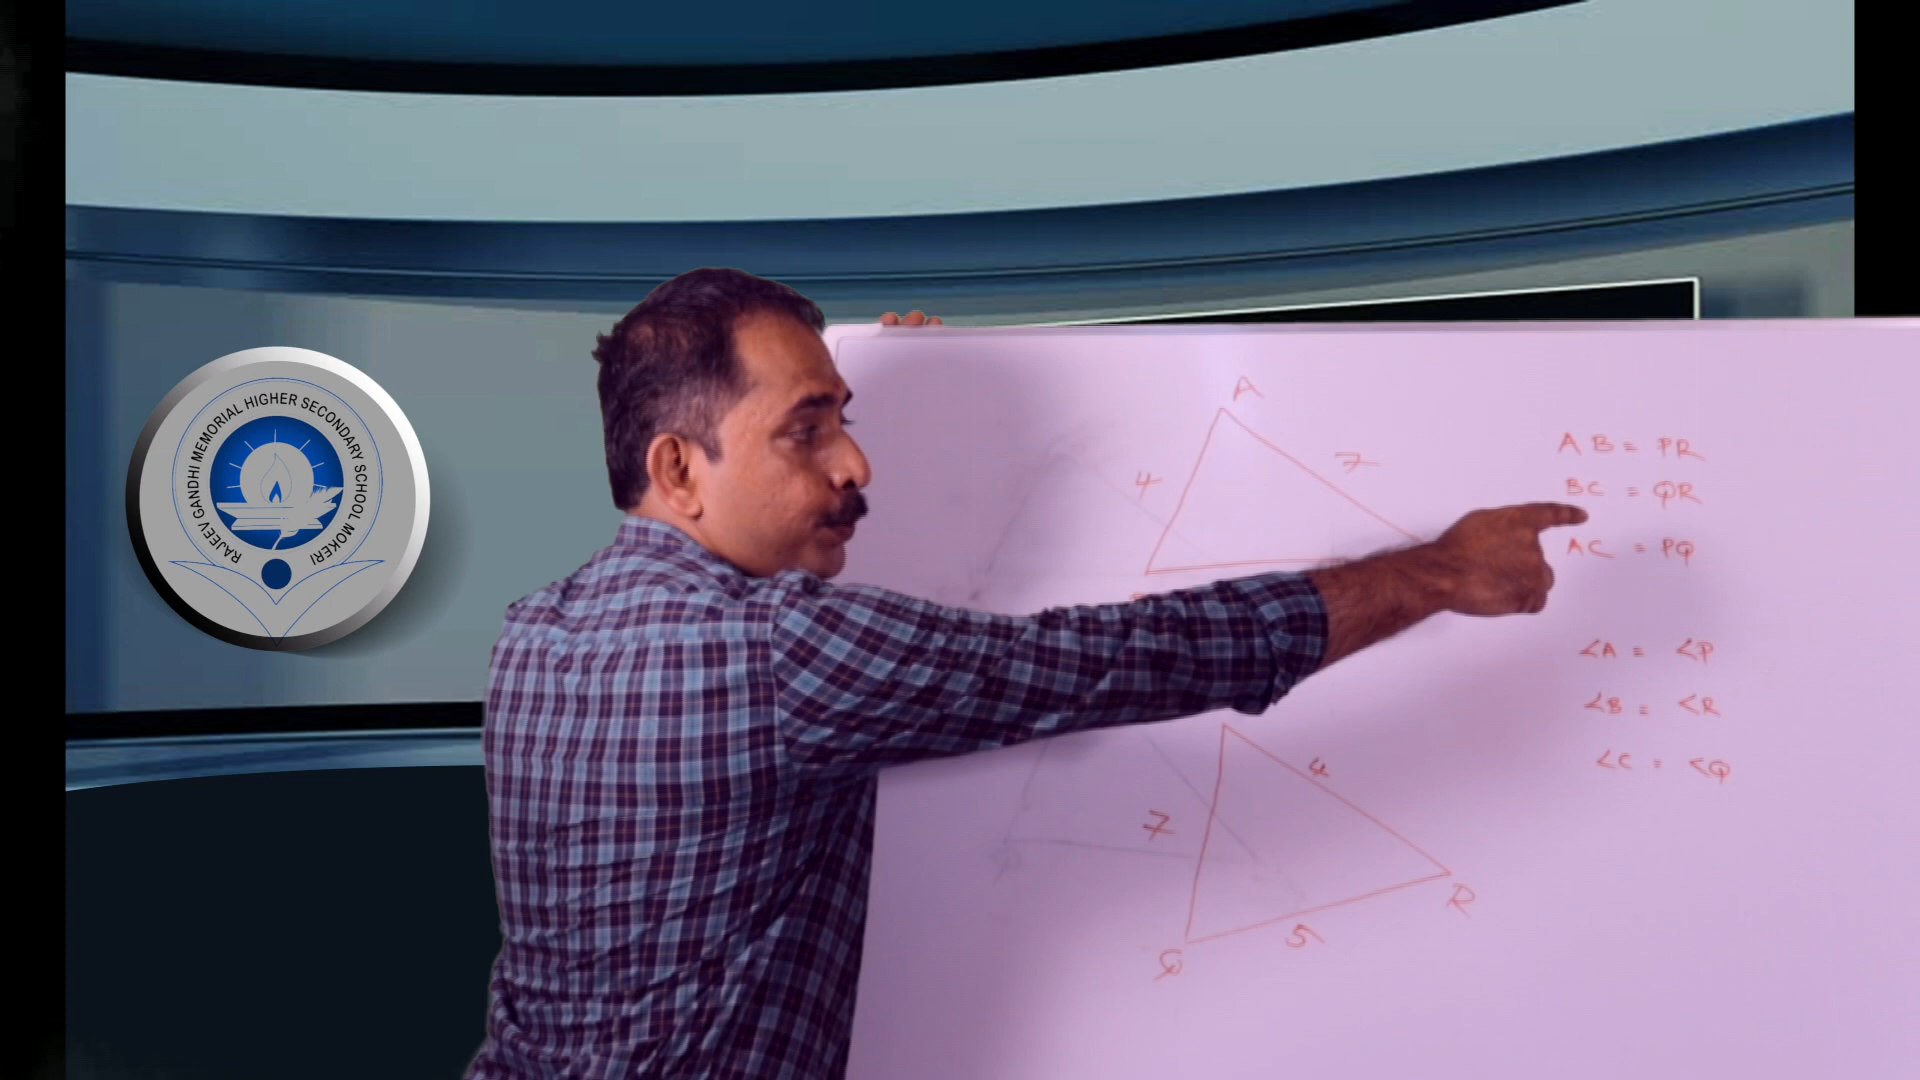 RAJEEV GANDHI MEMORIAL HIGHER SECONDARY SCHOOL MOKERI
A
4
7
AB = PR
BC = QR
AC = PQ
∠A = ∠P
∠B = ∠R
∠C = ∠Q
4
7
R
5
Q